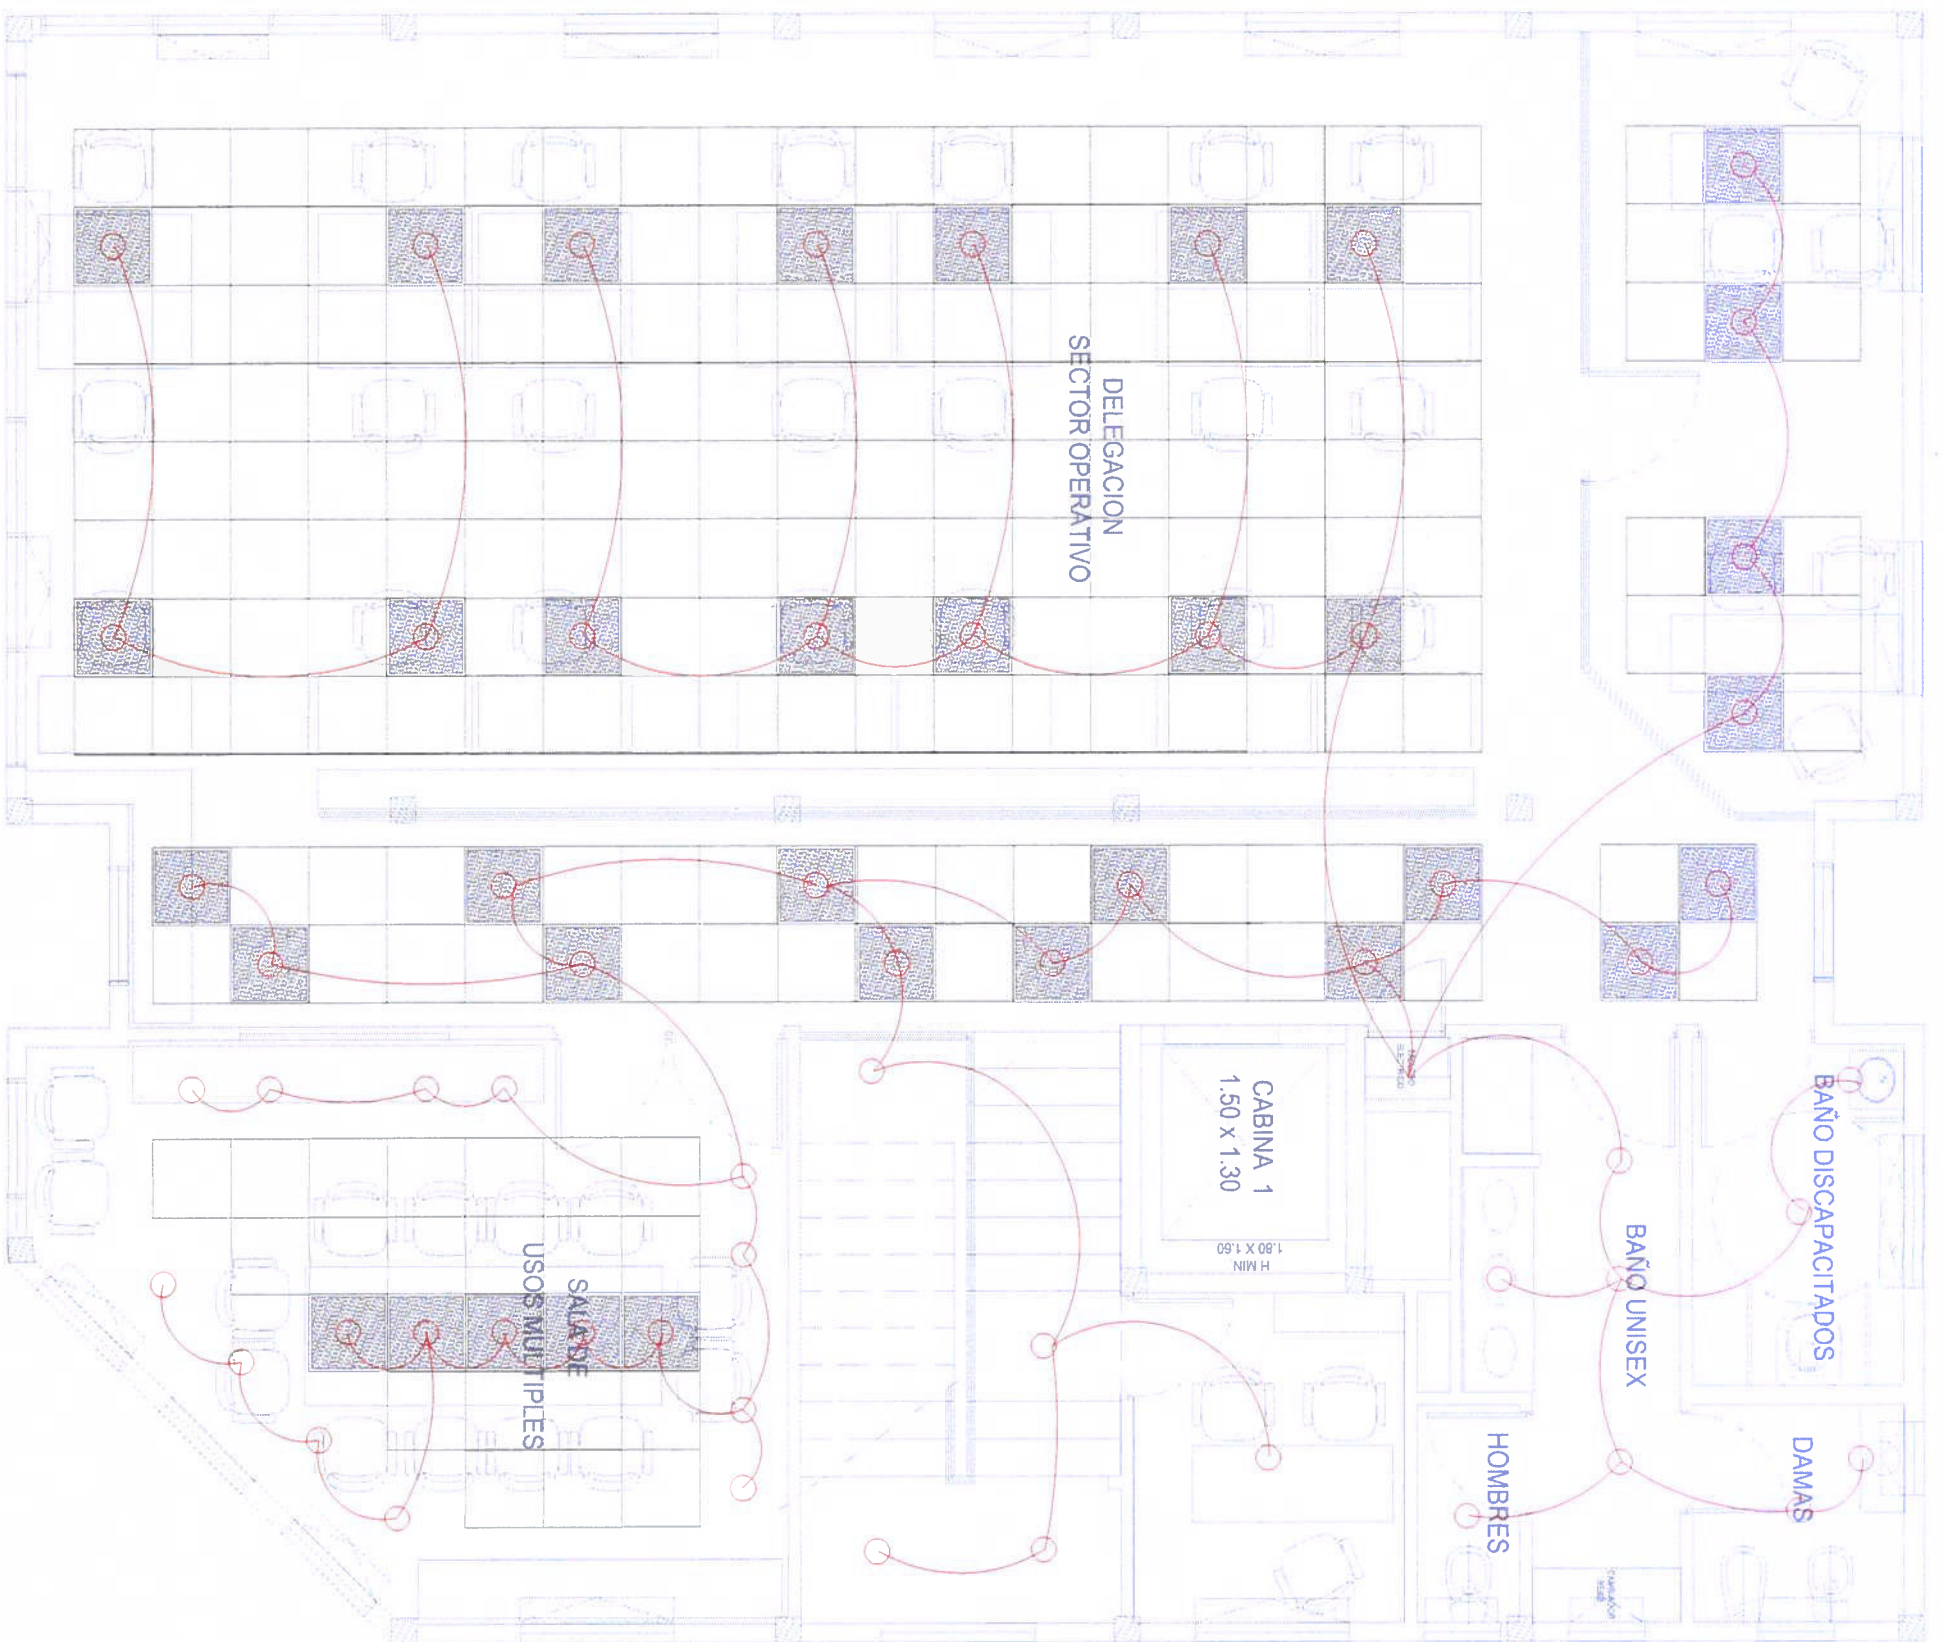 DELEGACION
SECTOR OPERATIVO
CABINA 1
1.50 x 1.30
H MIN
1.80 X 1.60
BAÑO DISCAPACITADOS
BAÑO UNISEX
SALA DE
USOS MULTIPLES
HOMBRES
DAMAS